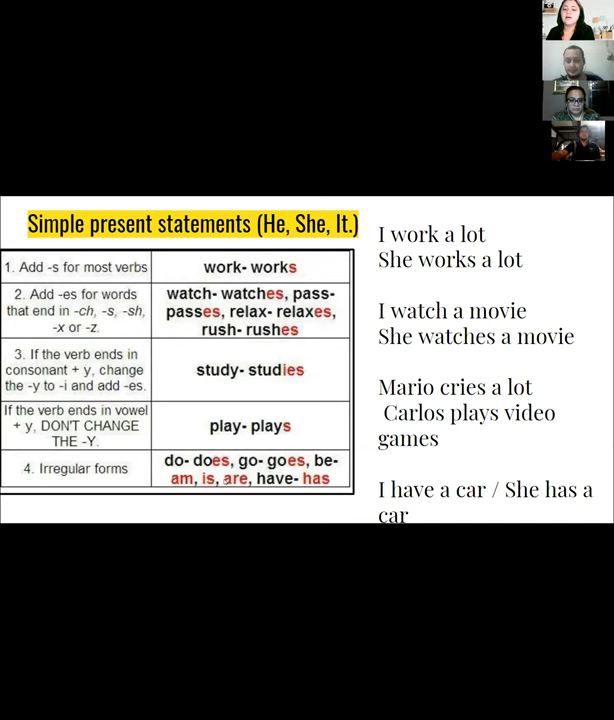 Simple present statements (He, She, It.)
1. Add -s for most verbs
work- works
2. Add -es for words
that end in -ch, -s, -sh,
-x or -z.
watch- watches, pass-
passes, relax- relaxes,
rush- rushes
3. If the verb ends in
consonant + y, change
the -y to -i and add -es.
study- studies
If the verb ends in vowel
+ y, DON'T CHANGE
THE -Y.
play- plays
4. Irregular forms
do- does, go- goes, be-
am, is, are, have- has
I work a lot
She works a lot
I watch a movie
She watches a movie
Mario cries a lot
Carlos plays video
games
I have a car / She has a
car